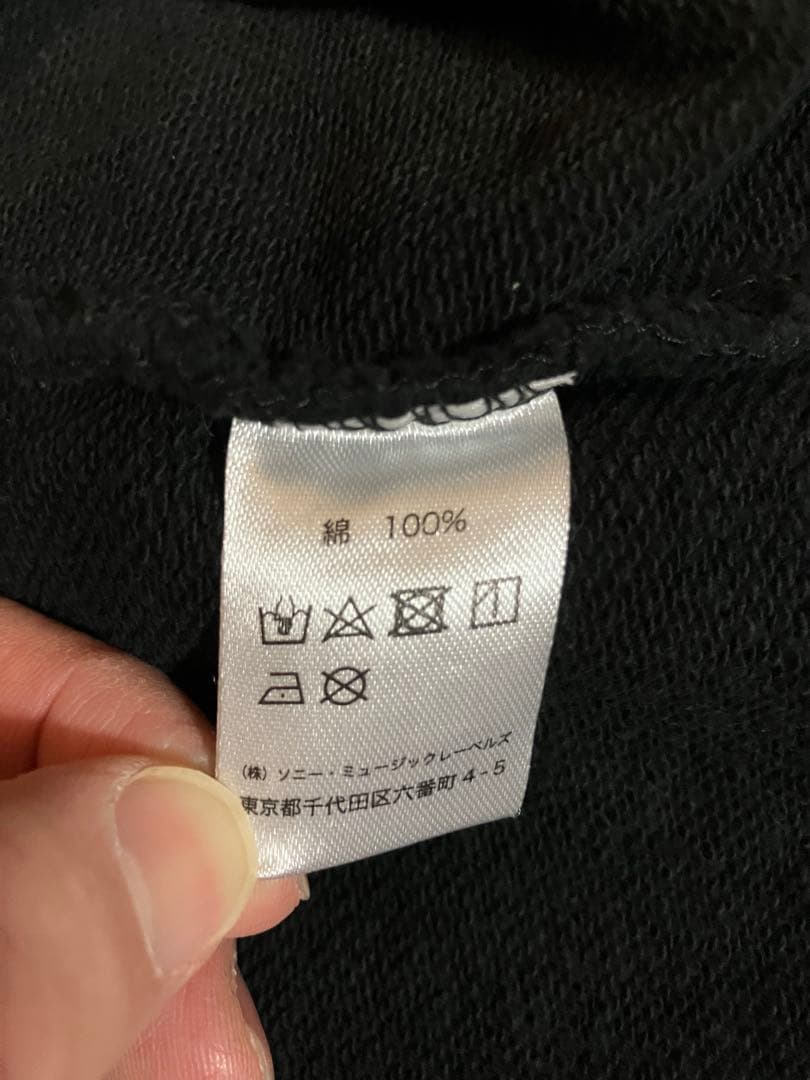 綿 100%
(株) ソニー・ミュージックレーベルズ
東京都千代田区六番町4-5